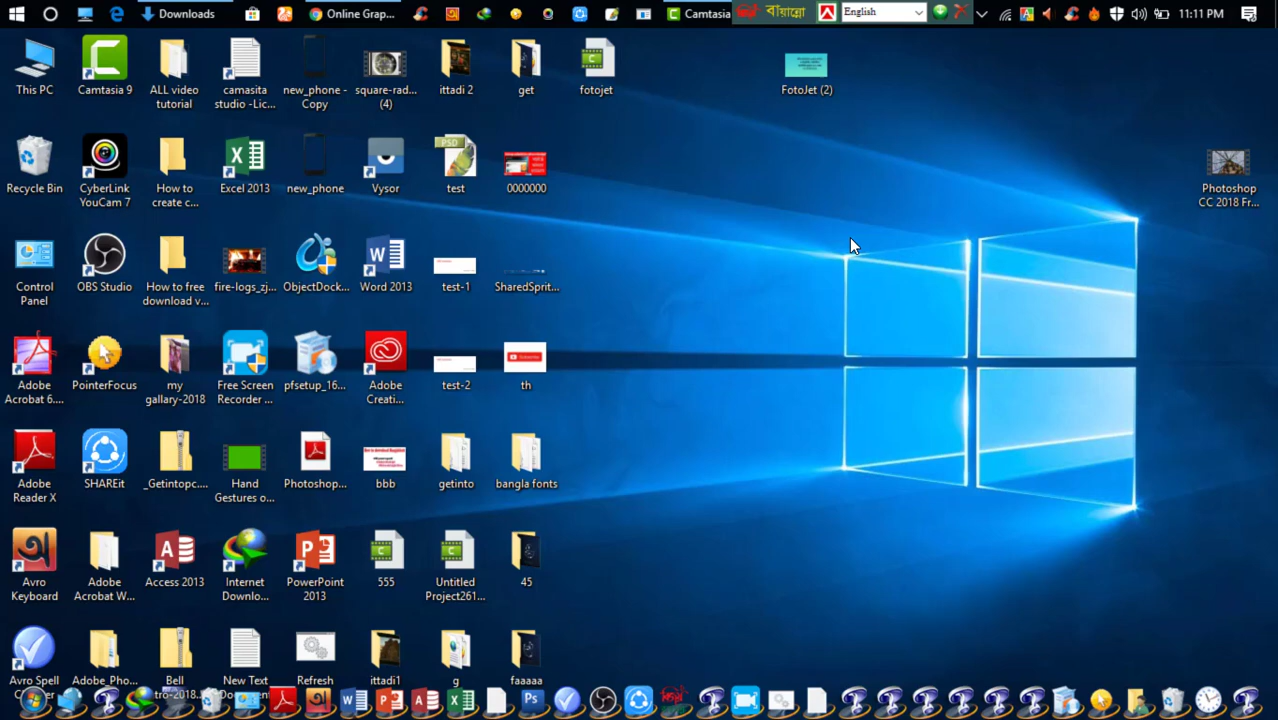 Downloads
Online Grap...
Camtasia
বায়ান্নো
English
11:11 PM
This PC
Camtasia 9
ALL video
tutorial
camasita
studio -Lic...
new_phone -
Copy
square-rad...
(4)
ittadi 2
get
fotojet
FotoJet (2)
Recycle Bin
CyberLink
YouCam 7
How to
create c...
Excel 2013
new_phone
Vysor
PSD
test
0000000
Photoshop
CC 2018 Fr...
Control
Panel
OBS Studio
How to free
download v...
fire-logs_zj...
ObjectDock...
Word 2013
test-1
SharedSprit...
Adobe
Acrobat 6....
PointerFocus
my
gallary-2018
Free Screen
Recorder ...
pfsetup_16...
Adobe
Creati...
test-2
th
Adobe
Reader X
SHAREit
_Getintopc....
Hand
Gestures o...
Photoshop...
bbb
getinto
bangla fonts
Avro
Keyboard
Adobe
Acrobat W...
Access 2013
Internet
Downlo...
PowerPoint
2013
555
Untitled
Project261...
45
Avro Spell
Adobe_Pho...
Bell
New Text
Refresh
ittadi1
g
faaaaa
Ps